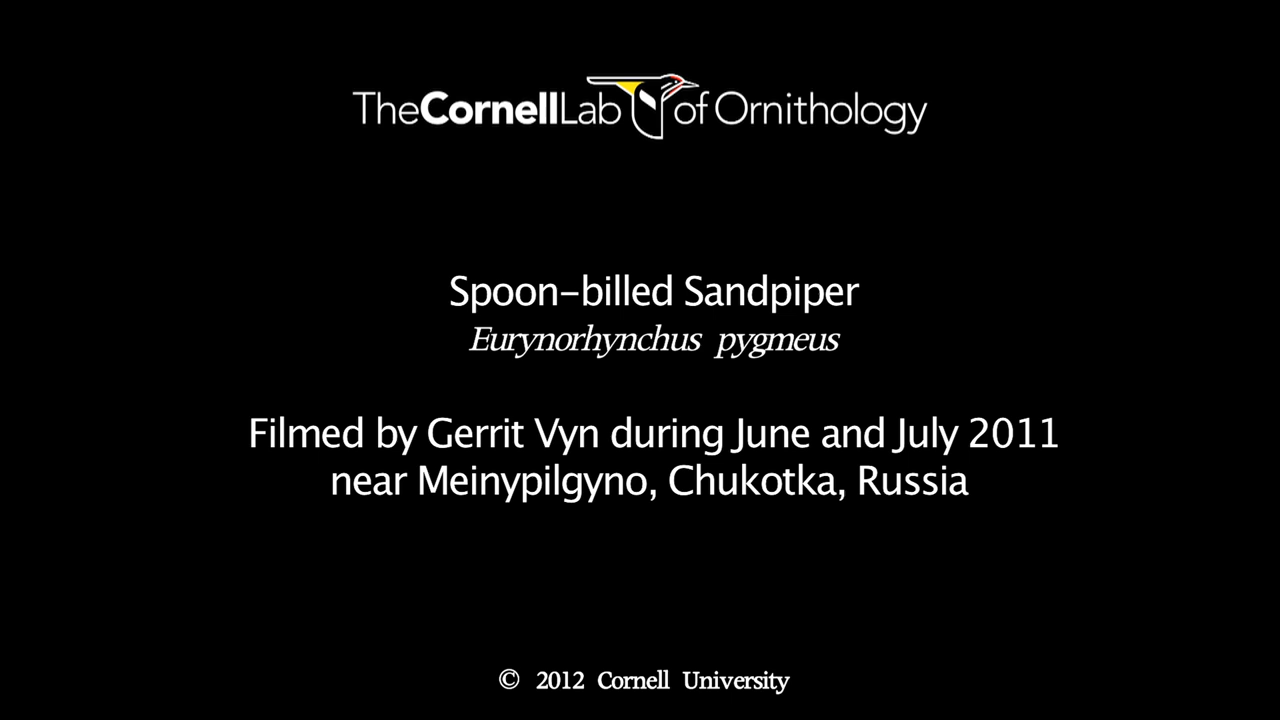 TheCornellLab of Ornithology
Spoon-billed Sandpiper
Eurynorhynchus pygmeus
Filmed by Gerrit Vyn during June and July 2011
near Meinypilgyno, Chukotka, Russia
© 2012 Cornell University